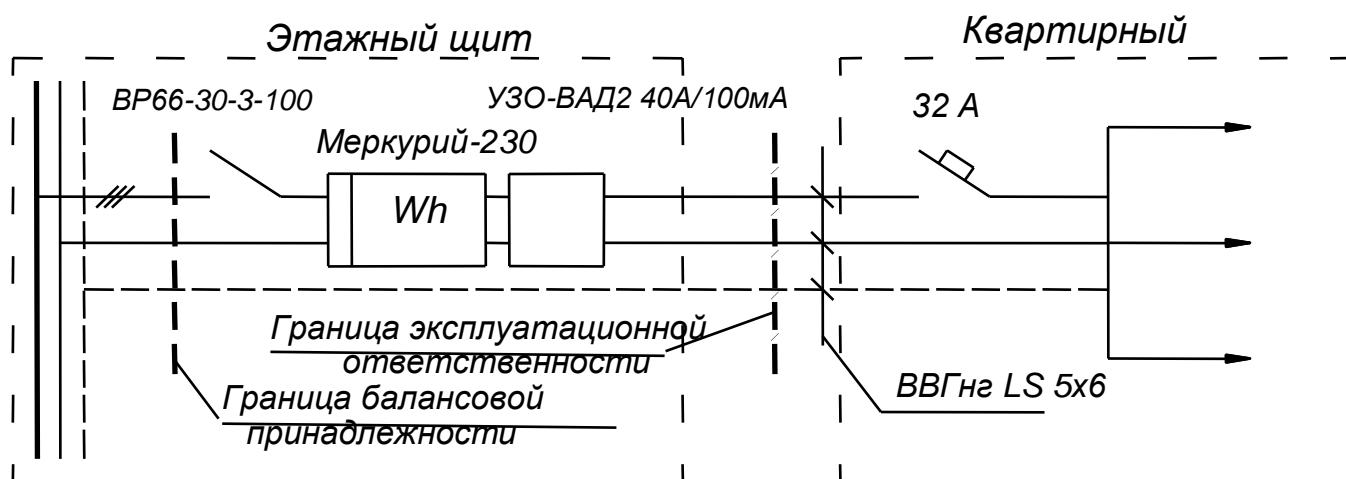 Этажный щит
Квартирный
ВР66-30-3-100
УЗО-ВАД2 40А/100мА
32 А
Меркурий-230
Wh
Граница эксплуатационной
ответственности
Граница балансовой
принадлежности
ВВГнг LS 5х6